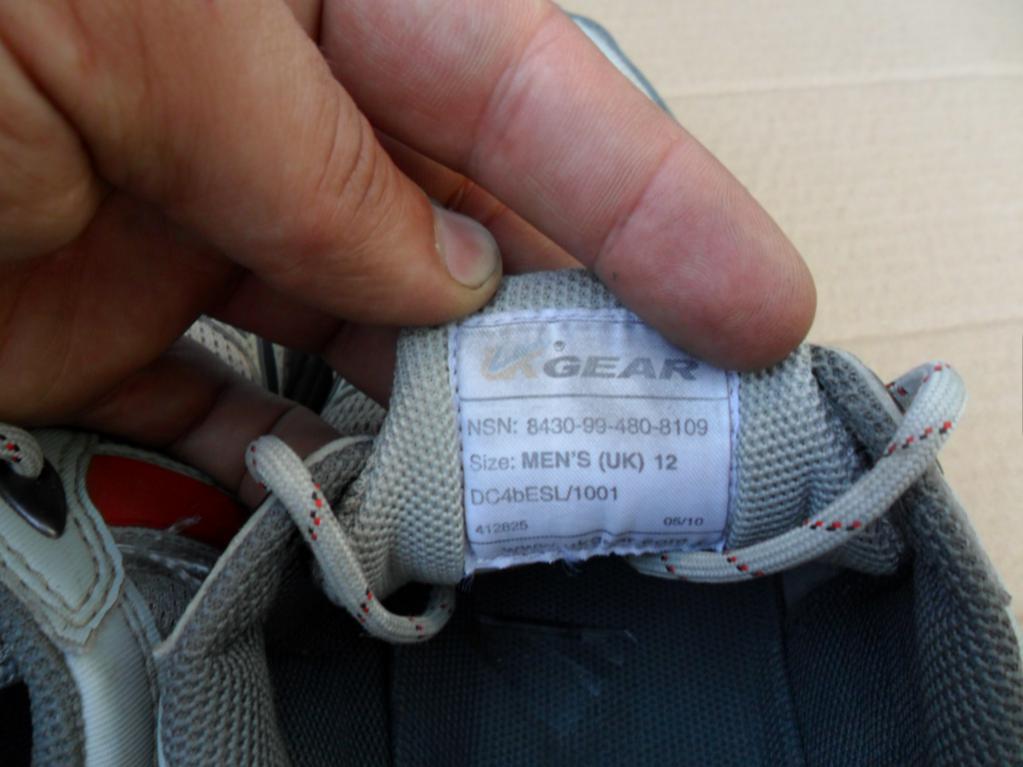 UKGEAR®
NSN: 8430-99-480-8109
Size: MEN'S (UK) 12
DC4bESL/1001
412825 05/10